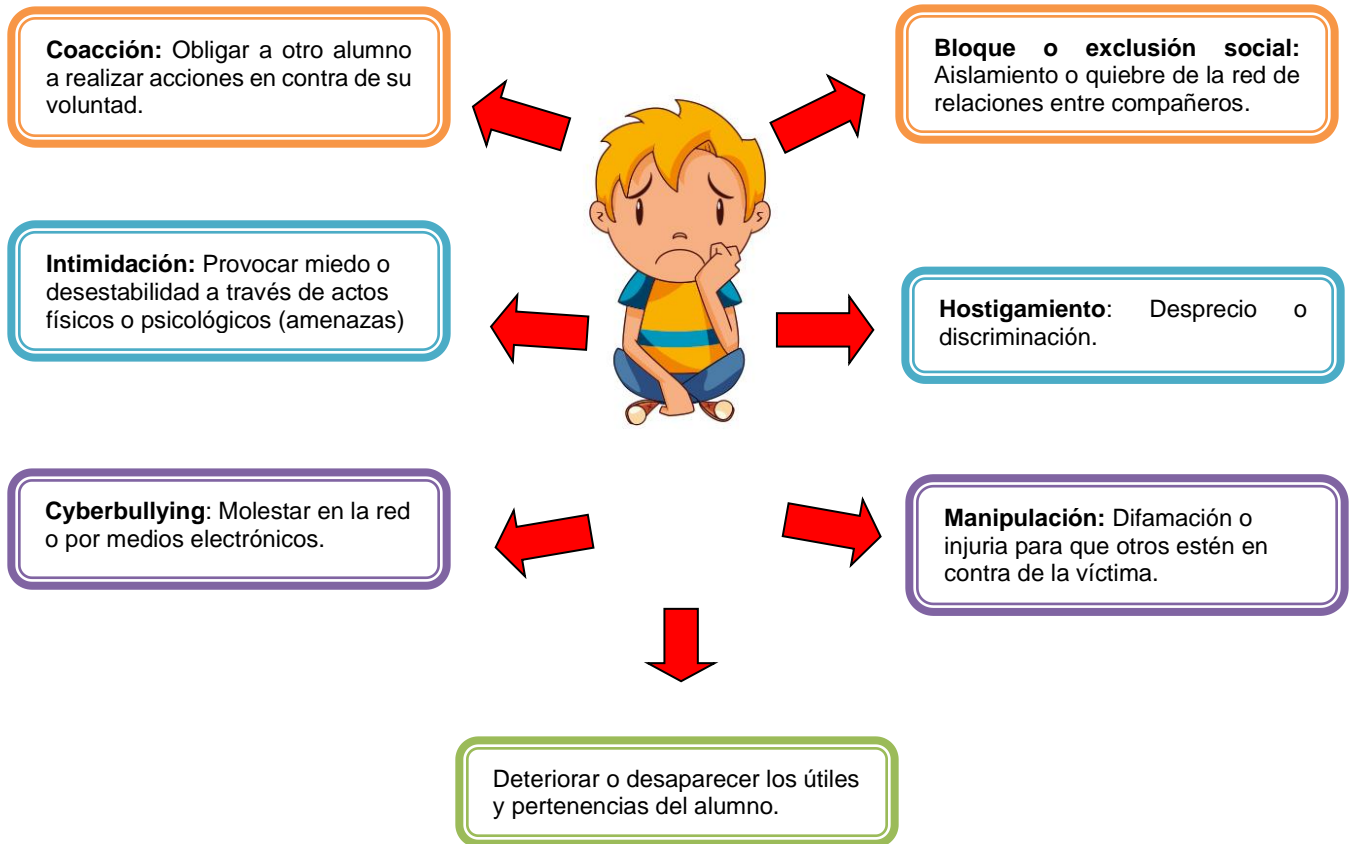 Coacción: Obligar a otro alumno
a realizar acciones en contra de su
voluntad.
Bloque o exclusión social:
Aislamiento o quiebre de la red de
relaciones entre compañeros.
Intimidación: Provocar miedo o
desestabilidad a través de actos
físicos o psicológicos (amenazas)
Hostigamiento: Desprecio o
discriminación.
Cyberbullying: Molestar en la red
o por medios electrónicos.
Manipulación: Difamación o
injuria para que otros estén en
contra de la víctima.
Deteriorar o desaparecer los útiles
y pertenencias del alumno.